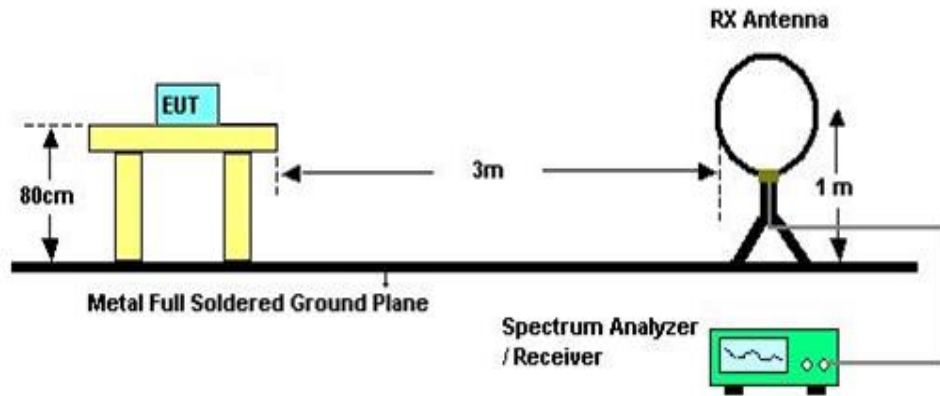 RX Antenna
EUT
3m
80cm
1 m
Metal Full Soldered Ground Plane
Spectrum Analyzer
/ Receiver